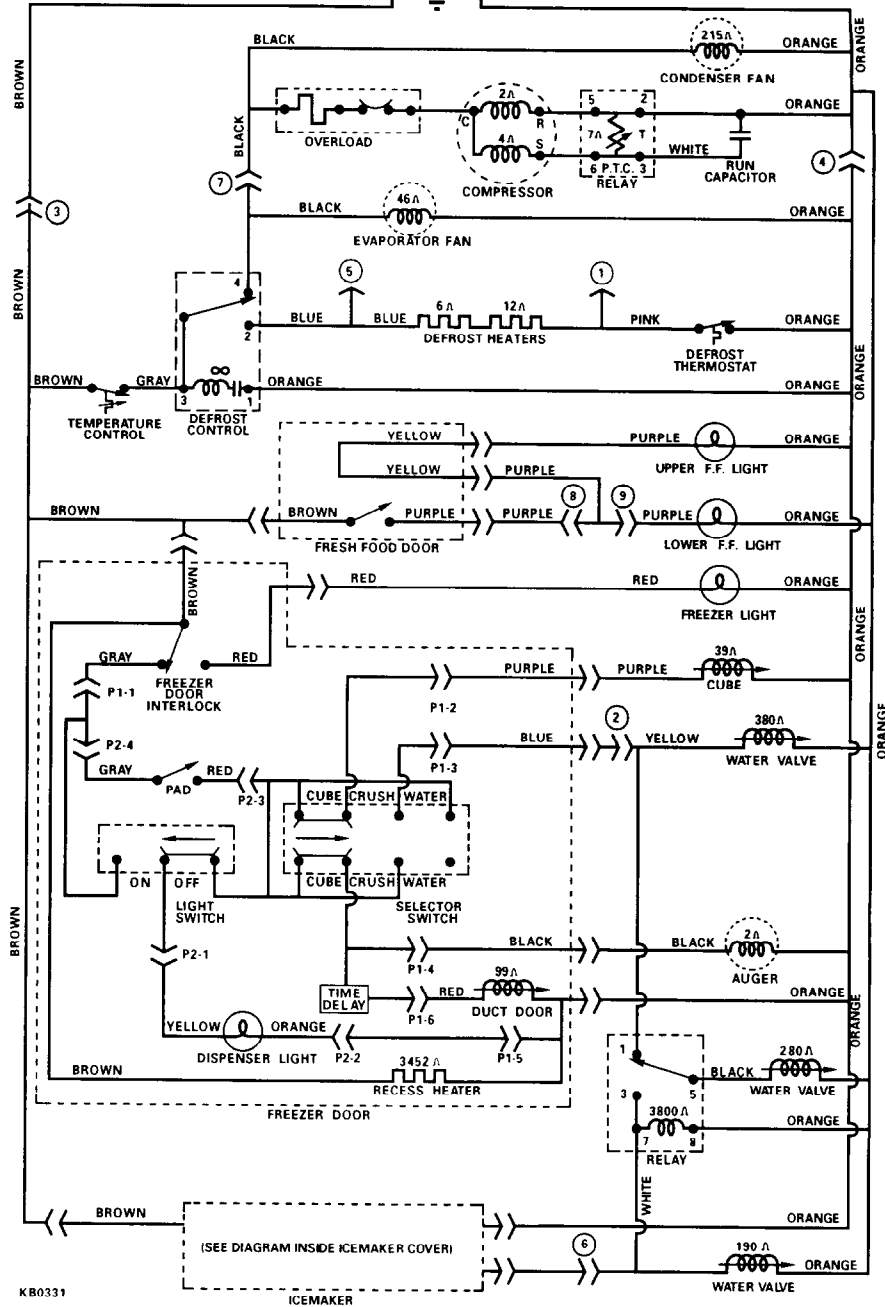 BLACK
215Ω
ORANGE
CONDENSER FAN
ORANGE
BROWN
OVERLOAD
C
2Ω
R
4Ω
S
COMPRESSOR
5
2
7Ω
T
6 P.T.C. 3
RELAY
ORANGE
WHITE
RUN
CAPACITOR
4
BLACK
7
3
BLACK
46Ω
EVAPORATOR FAN
ORANGE
BROWN
4
2
BLUE
5
BLUE
6Ω
12Ω
DEFROST HEATERS
1
PINK
DEFROST
THERMOSTAT
ORANGE
ORANGE
BROWN
TEMPERATURE
CONTROL
GRAY
3
∞
1
DEFROST
CONTROL
ORANGE
ORANGE
YELLOW
PURPLE
UPPER F.F. LIGHT
ORANGE
YELLOW
PURPLE
BROWN
BROWN
PURPLE
FRESH FOOD DOOR
PURPLE
8
9
PURPLE
LOWER F.F. LIGHT
ORANGE
BROWN
RED
RED
FREEZER LIGHT
ORANGE
ORANGE
GRAY
RED
FREEZER
DOOR
INTERLOCK
P1-1
PURPLE
PURPLE
39Ω
CUBE
P1-2
P2-4
BLUE
2
YELLOW
380Ω
WATER VALVE
ORANGE
P1-3
GRAY
PAD
RED
P2-3
CUBE CRUSH WATER
ON
OFF
LIGHT
SWITCH
CUBE CRUSH WATER
SELECTOR
SWITCH
BROWN
P2-1
BLACK
P1-4
BLACK
2Ω
AUGER
TIME
DELAY
RED
P1-6
99Ω
DUCT DOOR
ORANGE
ORANGE
YELLOW
DISPENSER LIGHT
ORANGE
P2-2
P1-5
BROWN
3452Ω
RECESS HEATER
FREEZER DOOR
1
3
5
BLACK
280Ω
WATER VALVE
3800Ω
7
8
RELAY
ORANGE
WHITE
BROWN
(SEE DIAGRAM INSIDE ICEMAKER COVER)
ICEMAKER
ORANGE
6
190Ω
ORANGE
WATER VALVE
KB0331